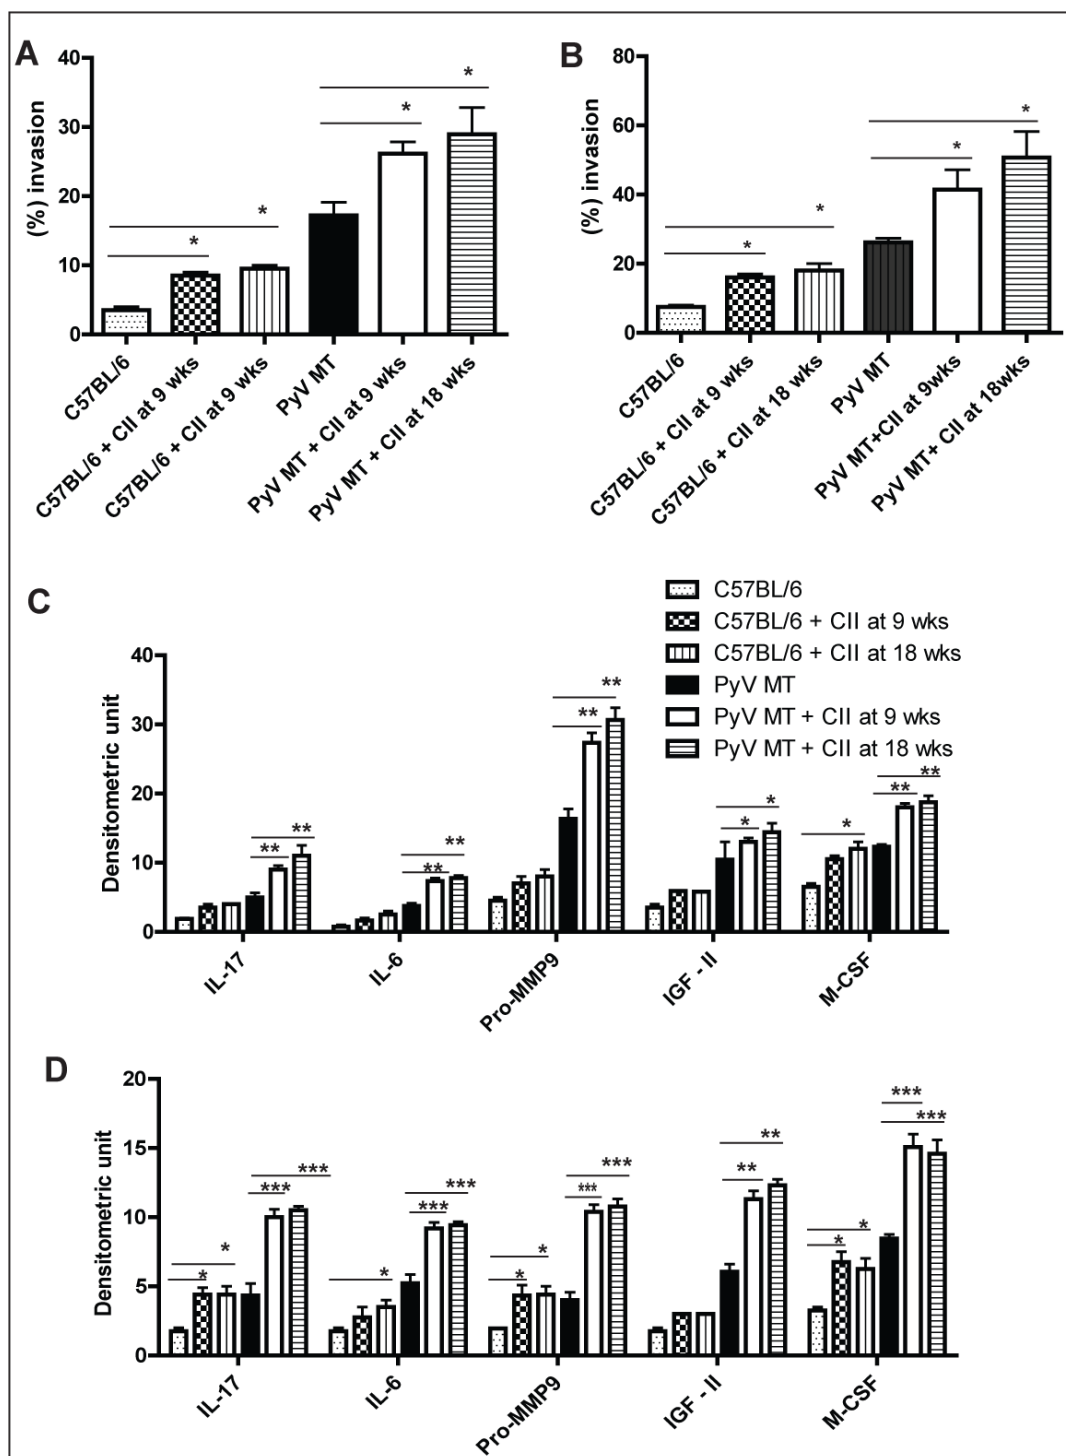 A
B
40
30
20
10
0
(%) invasion
*
*
*
*
C57BL/6
C57BL/6 + CII at 9 wks
C57BL/6 + CII at 9 wks
PyV MT
PyV MT + CII at 9 wks
PyV MT + CII at 18 wks
80
60
40
20
0
(%) invasion
*
*
*
*
C57BL/6
C57BL/6 + CII at 9 wks
C57BL/6 + CII at 18 wks
PyV MT
PyV MT+CII at 9wks
PyV MT+ CII at 18wks
C
C57BL/6
C57BL/6 + CII at 9 wks
C57BL/6 + CII at 18 wks
PyV MT
PyV MT + CII at 9 wks
PyV MT + CII at 18 wks
40
30
20
10
0
Densitometric unit
**
**
**
**
**
**
*
*
*
**
**
IL-17
IL-6
Pro-MMP9
IGF - II
M-CSF
D
20
15
10
5
0
Densitometric unit
*
*
***
***
*
***
***
*
*
***
***
**
**
*
*
***
***
IL-17
IL-6
Pro-MMP9
IGF - II
M-CSF